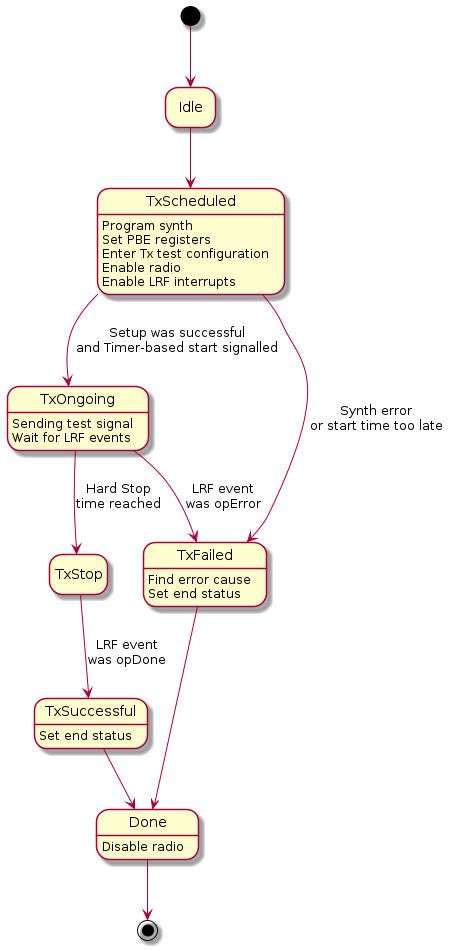 Idle
TxScheduled
Program synth
Set PBE registers
Enter Tx test configuration
Enable radio
Enable LRF interrupts
Setup was successful
and Timer-based start signalled
Synth error
or start time too late
TxOngoing
Sending test signal
Wait for LRF events
Hard Stop
time reached
LRF event
was opError
TxStop
TxFailed
Find error cause
Set end status
LRF event
was opDone
TxSuccessful
Set end status
Done
Disable radio